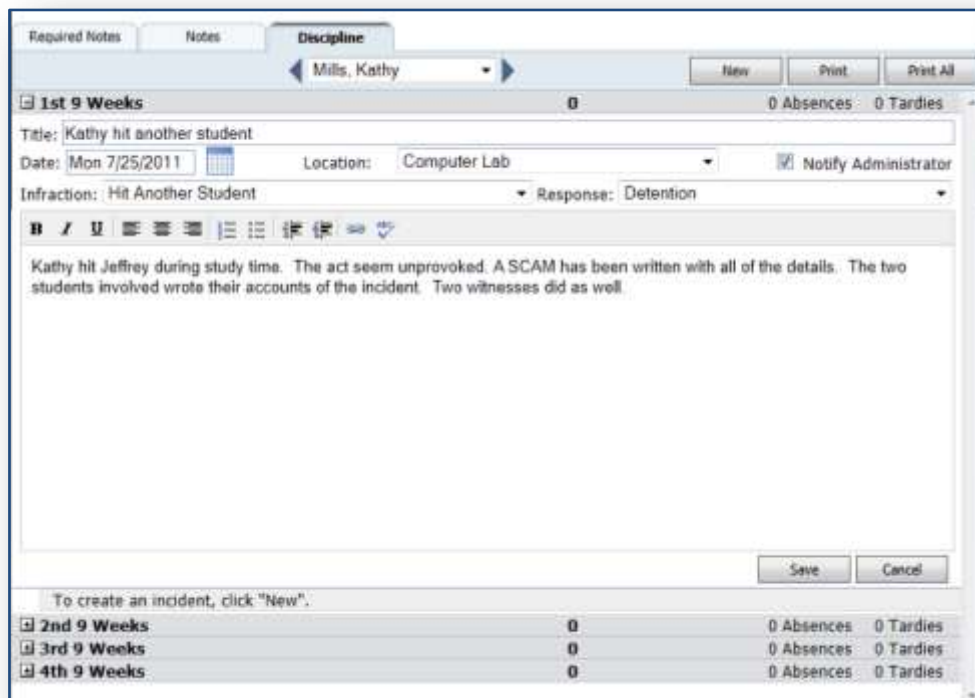 Required Notes Notes Discipline
Mills, Kathy New Print Print All
1st 9 Weeks 0 0 Absences 0 Tardies
Title: Kathy hit another student
Date: Mon 7/25/2011 Location: Computer Lab Notify Administrator
Infraction: Hit Another Student Response: Detention
B I U
Kathy hit Jeffrey during study time. The act seem unprovoked. A SCAM has been written with all of the details. The two
students involved wrote their accounts of the incident. Two witnesses did as well.
Save Cancel
To create an incident, click "New".
2nd 9 Weeks 0 0 Absences 0 Tardies
3rd 9 Weeks 0 0 Absences 0 Tardies
4th 9 Weeks 0 0 Absences 0 Tardies